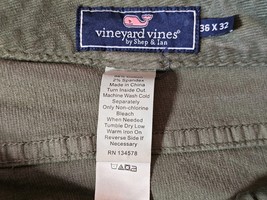 vineyard vines®
by Shep & Ian
36 X 32
2% Spandex
Made in China
Turn Inside Out
Machine Wash Cold
Separately
Only Non-chlorine
Bleach
When Needed
Tumble Dry Low
Warm Iron On
Reverse Side If
Necessary
RN 134578